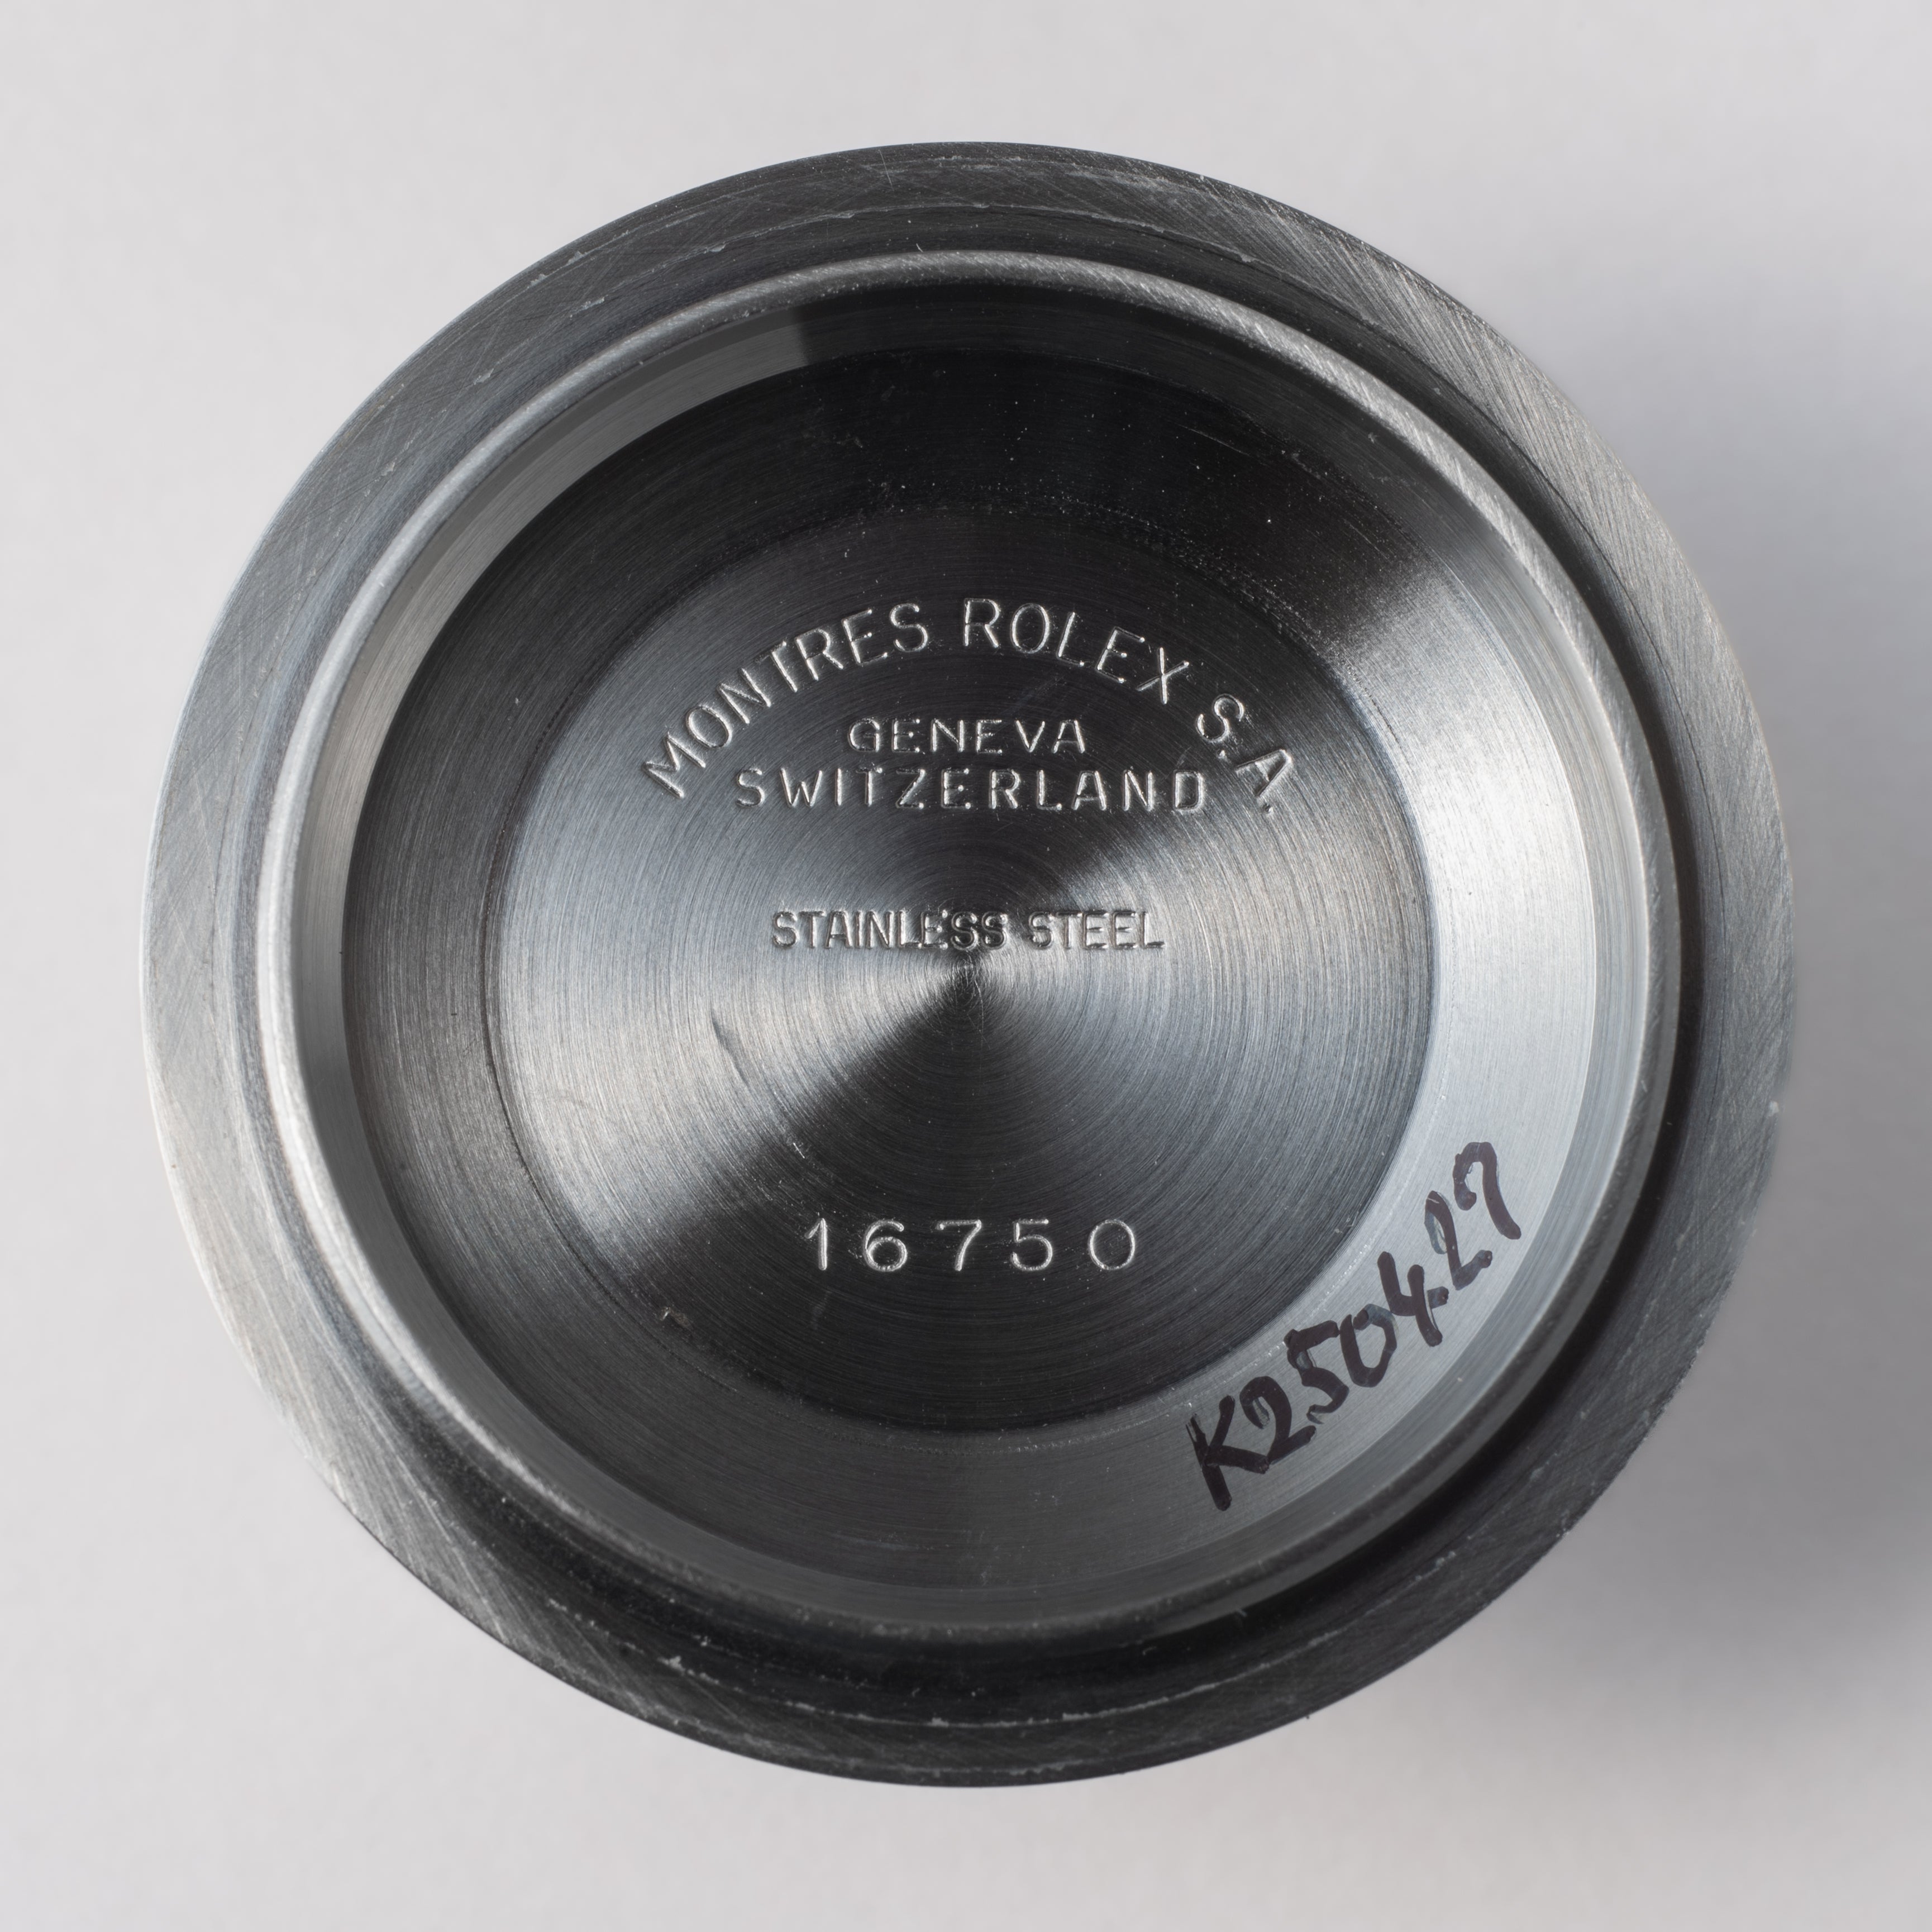 MONTRES ROLEX S.A.
GENEVA
SWITZERLAND
STAINLESS STEEL
16750
K250427